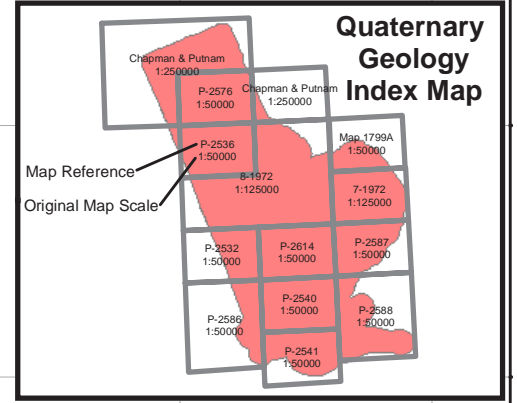 Quaternary
Geology
Index Map
Chapman & Putnam
1:250000
P-2576
1:50000
Chapman & Putnam
1:250000
P-2536
1:50000
Map 1799A
1:50000
Map Reference
Original Map Scale
8-1972
1:125000
7-1972
1:125000
P-2532
1:50000
P-2614
1:50000
P-2587
1:50000
P-2540
1:50000
P-2586
1:50000
P-2588
1:50000
P-2541
1:50000